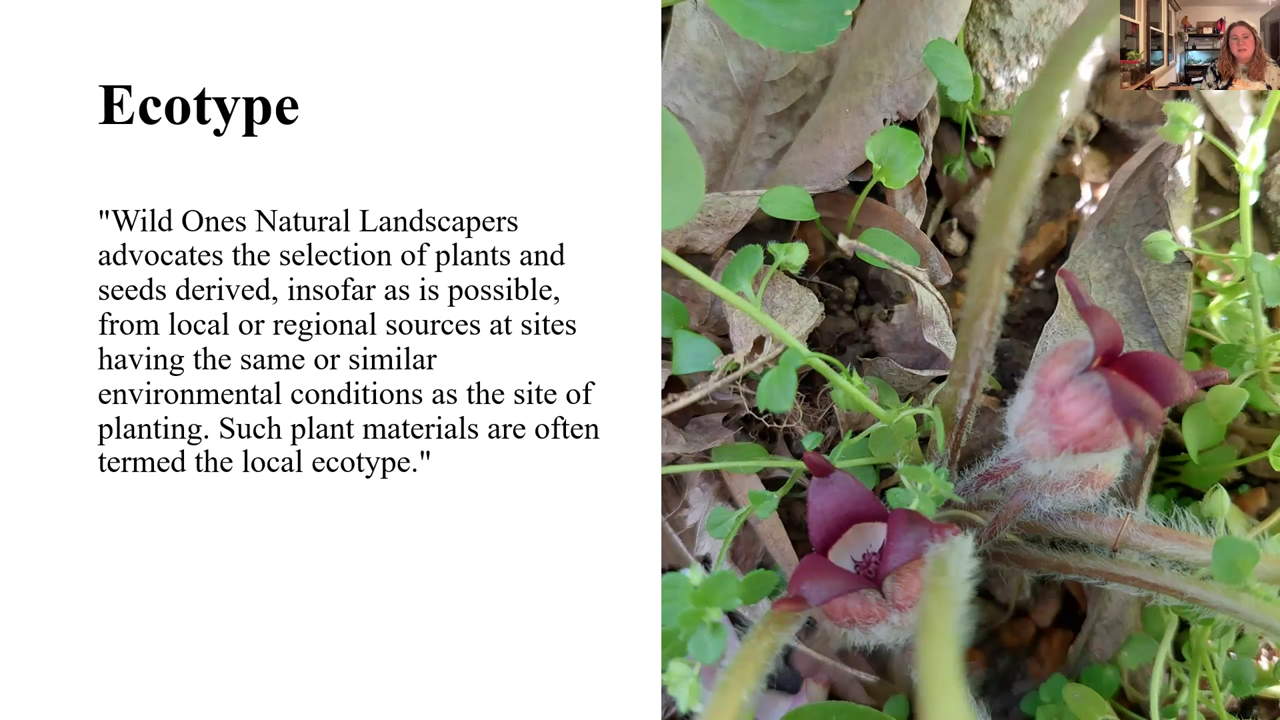 Ecotype
"Wild Ones Natural Landscapers
advocates the selection of plants and
seeds derived, insofar as is possible,
from local or regional sources at sites
having the same or similar
environmental conditions as the site of
planting. Such plant materials are often
termed the local ecotype."